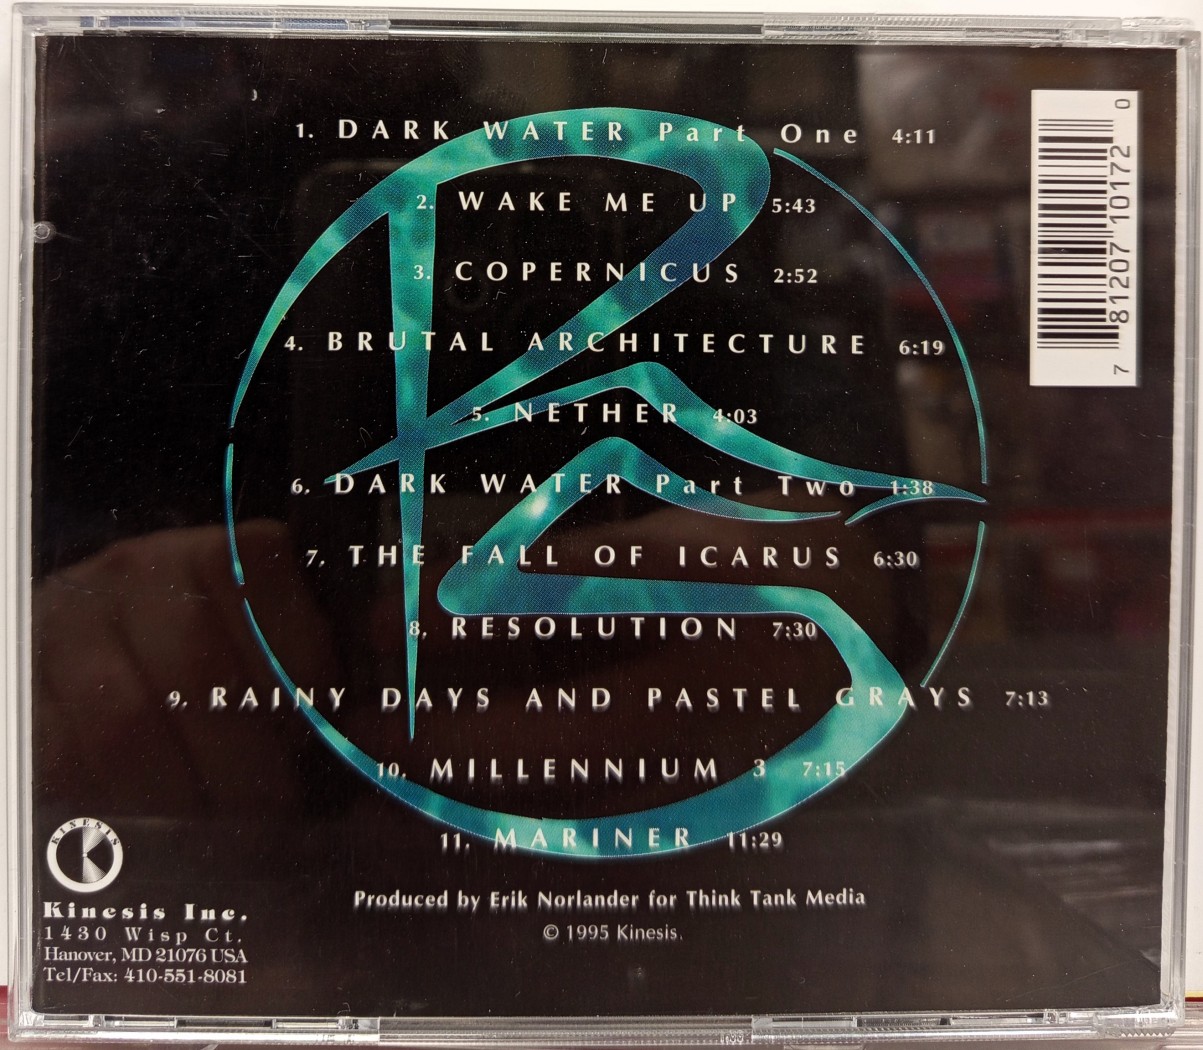 1. DARK WATER Part One 4:11
2. WAKE ME UP 5:43
3. COPERNICUS 2:52
4. BRUTAL ARCHITECTURE 6:19
5. NETHER 4:03
6. DARK WATER Part Two 1:38
7. THE FALL OF ICARUS 6:30
8. RESOLUTION 7:30
9. RAINY DAYS AND PASTEL GRAYS 7:13
10. MILLENNIUM 3 7:15
11. MARINER 11:29
Produced by Erik Norlander for Think Tank Media
© 1995 Kinesis.
KINESIS
Kinesis Inc.
1430 Wisp Ct.
Hanover, MD 21076 USA
Tel/Fax: 410-551-8081
7 81207 10172 0